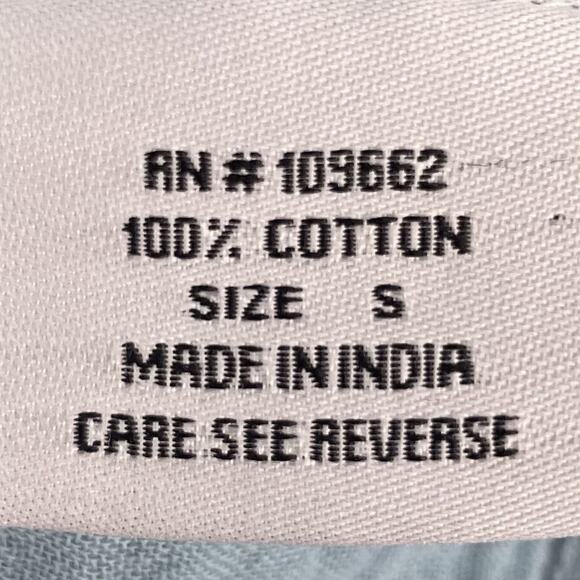 RN # 109662
100% COTTON
SIZE S
MADE IN INDIA
CARE SEE REVERSE